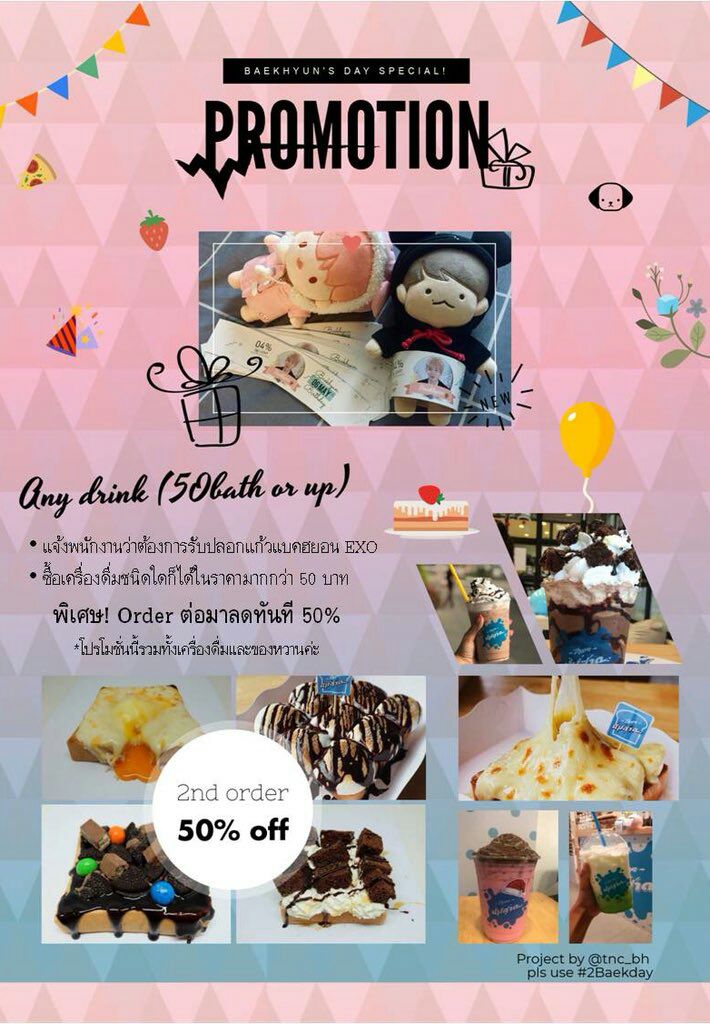 BAEKHYUN'S DAY SPECIAL!
PROMOTION
04%
Baekhyun
06 MAY
Birthday
NEW
Any drink (50bath or up)
• แจ้งพนักงานว่าต้องการรับปลอกแก้วแบคฮยอน EXO
• ซื้อเครื่องดื่มชนิดใดก็ได้ในราคามากกว่า 50 บาท
พิเศษ! Order ต่อมาลดทันที 50%
*โปรโมชั่นนี้รวมทั้งเครื่องดื่มและของหวานค่ะ
2nd order
50% off
Project by @tnc_bh
pls use #2Baekday